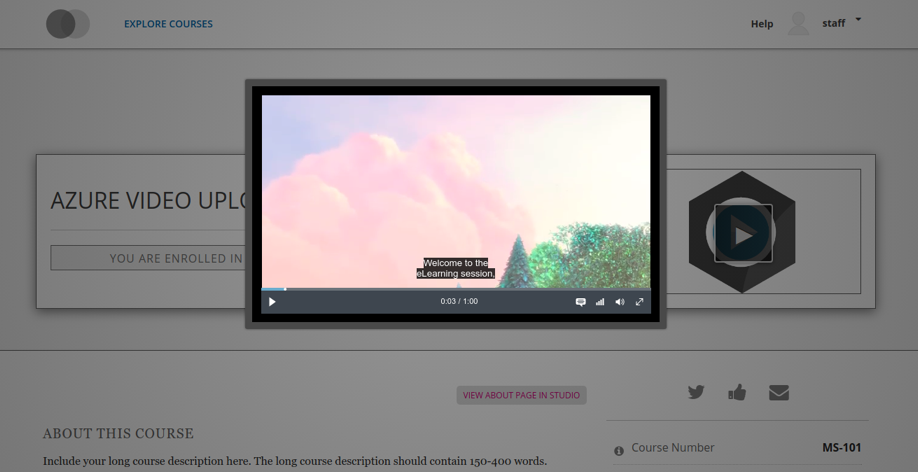 EXPLORE COURSES
Help
staff
AZURE VIDEO
YOU ARE ENROLLED IN
Welcome to the
eLearning session,
0:03 / 1:00
VIEW ABOUT PAGE IN STUDIO
ABOUT THIS COURSE
Include your long course description here. The long course description should contain 150-400 words.
Course Number
MS-101